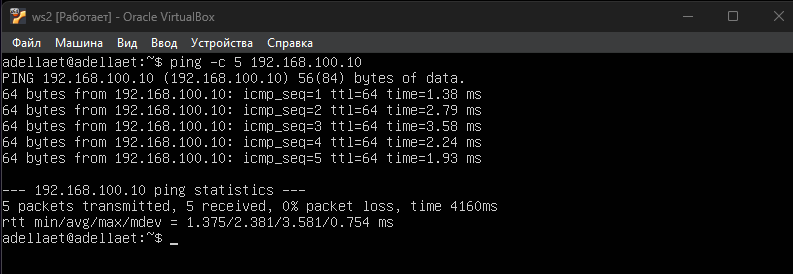 ws2 [Работает] - Oracle VirtualBox
Файл Машина Вид Ввод Устройства Справка
adellaet@adellaet:~$ ping -c 5 192.168.100.10
PING 192.168.100.10 (192.168.100.10) 56(84) bytes of data.
64 bytes from 192.168.100.10: icmp_seq=1 ttl=64 time=1.38 ms
64 bytes from 192.168.100.10: icmp_seq=2 ttl=64 time=2.79 ms
64 bytes from 192.168.100.10: icmp_seq=3 ttl=64 time=3.58 ms
64 bytes from 192.168.100.10: icmp_seq=4 ttl=64 time=2.24 ms
64 bytes from 192.168.100.10: icmp_seq=5 ttl=64 time=1.93 ms
--- 192.168.100.10 ping statistics ---
5 packets transmitted, 5 received, 0% packet loss, time 4160ms
rtt min/avg/max/mdev = 1.375/2.381/3.581/0.754 ms
adellaet@adellaet:~$ _